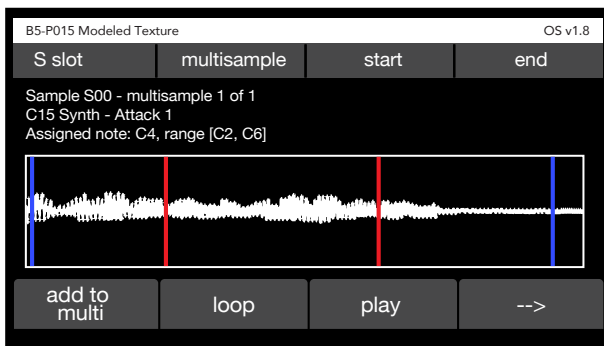 B5-P015 Modeled Texture OS v1.8
S slot multisample start end
Sample S00 - multisample 1 of 1
C15 Synth - Attack 1
Assigned note: C4, range [C2, C6]
add to
multi
loop
play
-->